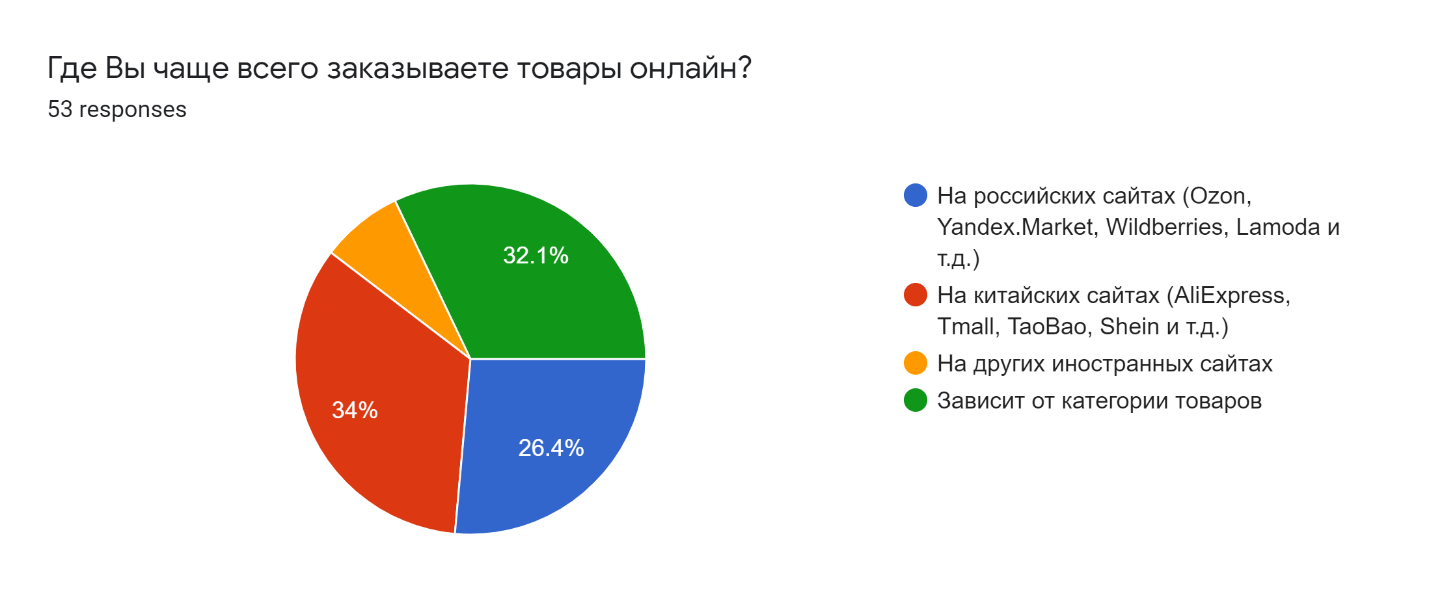 Где Вы чаще всего заказываете товары онлайн?
53 responses
32.1%
34%
26.4%
На российских сайтах (Ozon,
Yandex.Market, Wildberries, Lamoda и
т.д.)
На китайских сайтах (AliExpress,
Tmall, TaoBao, Shein и т.д.)
На других иностранных сайтах
Зависит от категории товаров